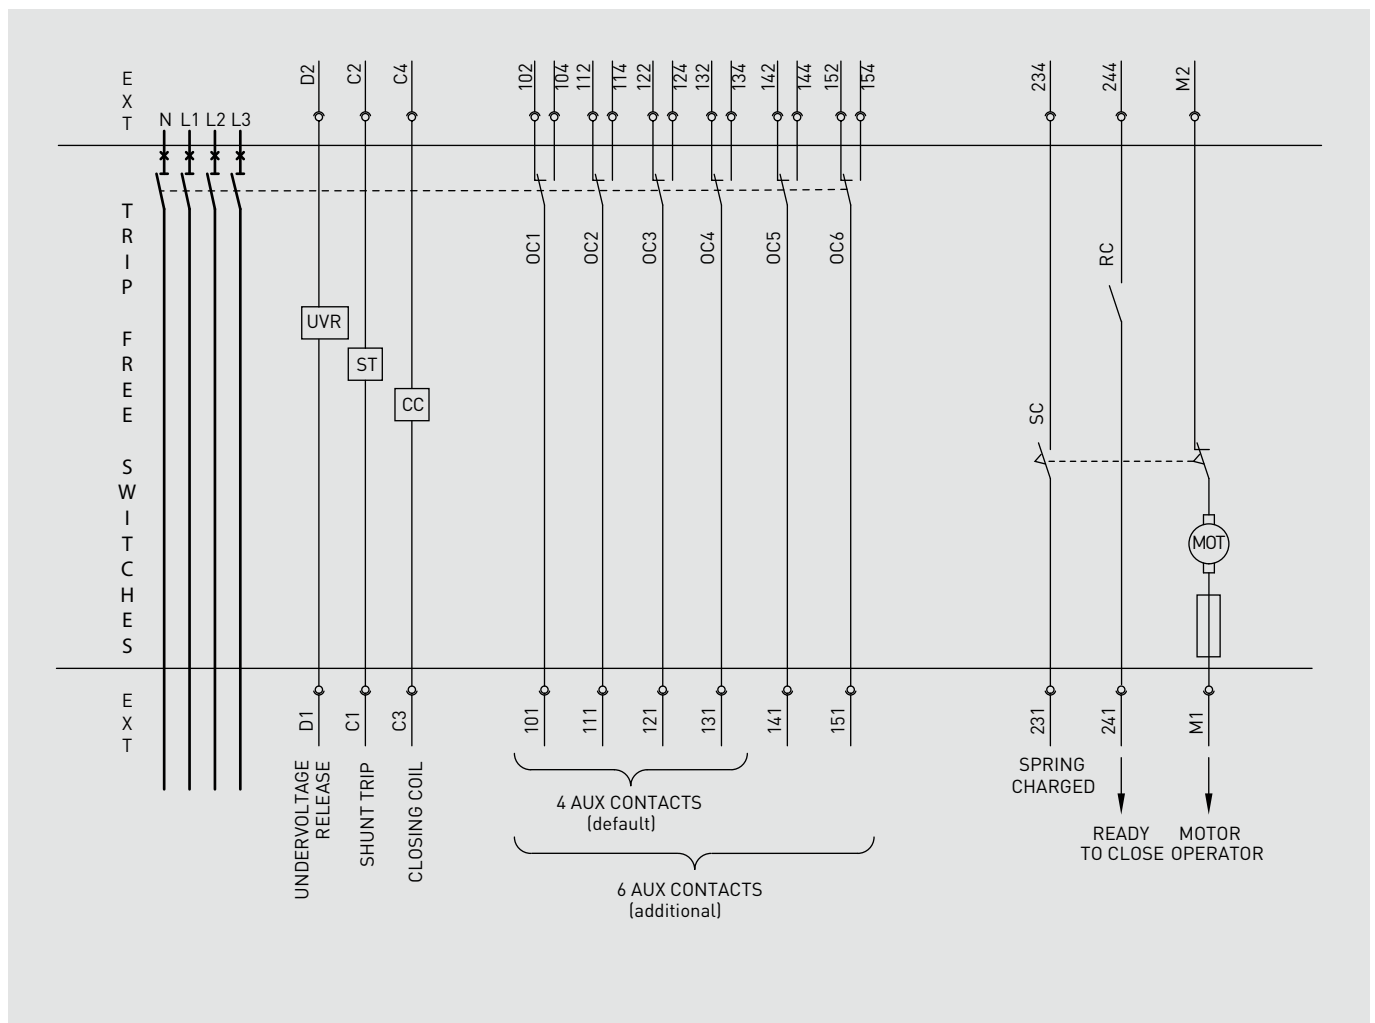 EXT
D2
C2
C4
102
104
112
114
122
124
132
134
142
144
152
154
234
244
M2
N L1 L2 L3
TRIP FREE SWITCHES
OC1
OC2
OC3
OC4
OC5
OC6
RC
UVR
ST
CC
SC
MOT
EXT
D1
C1
C3
101
111
121
131
141
151
231
241
M1
UNDERVOLTAGE
RELEASE
SHUNT TRIP
CLOSING COIL
4 AUX CONTACTS
(default)
6 AUX CONTACTS
(additional)
SPRING
CHARGED
READY
TO CLOSE
MOTOR
OPERATOR